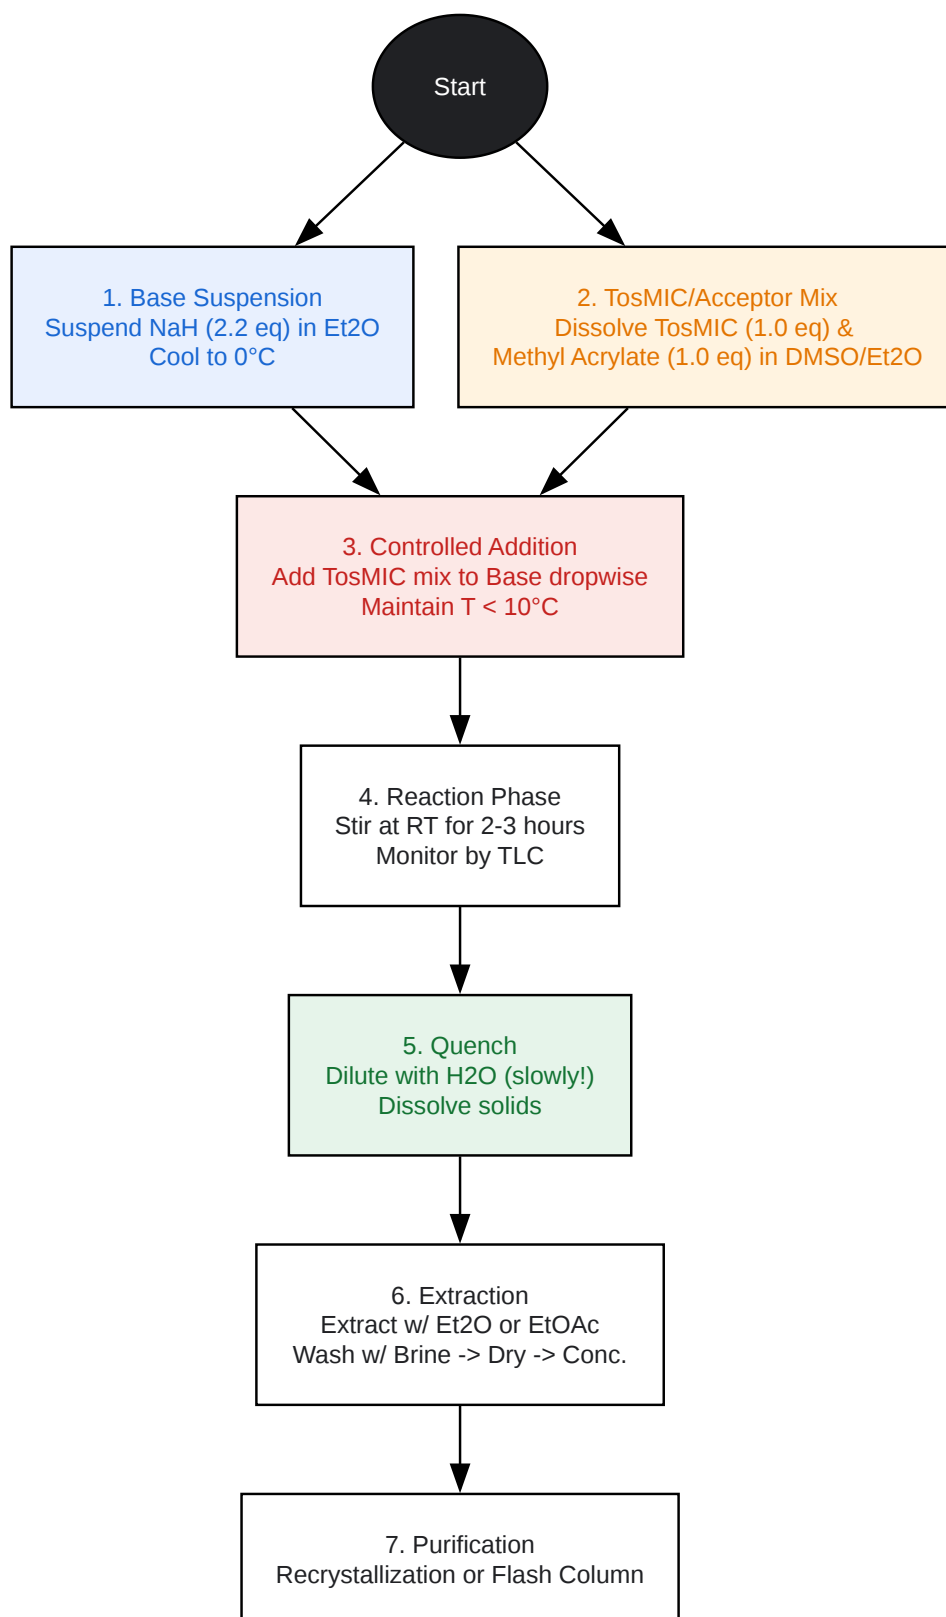 Start
1. Base Suspension
Suspend NaH (2.2 eq) in Et2O
Cool to 0°C
2. TosMIC/Acceptor Mix
Dissolve TosMIC (1.0 eq) &
Methyl Acrylate (1.0 eq) in DMSO/Et2O
3. Controlled Addition
Add TosMIC mix to Base dropwise
Maintain T < 10°C
4. Reaction Phase
Stir at RT for 2-3 hours
Monitor by TLC
5. Quench
Dilute with H2O (slowly!)
Dissolve solids
6. Extraction
Extract w/ Et2O or EtOAc
Wash w/ Brine -> Dry -> Conc.
7. Purification
Recrystallization or Flash Column